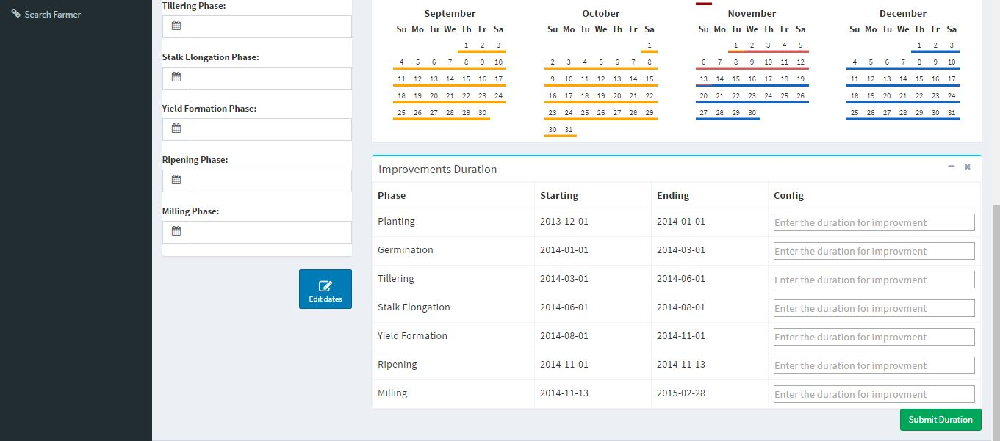 Search Farmer
Tillering Phase:
Stalk Elongation Phase:
Yield Formation Phase:
Ripening Phase:
Milling Phase:
Edit dates
September
Su Mo Tu We Th Fr Sa
1 2 3
4 5 6 7 8 9 10
11 12 13 14 15 16 17
18 19 20 21 22 23 24
25 26 27 28 29 30
October
Su Mo Tu We Th Fr Sa
1
2 3 4 5 6 7 8
9 10 11 12 13 14 15
16 17 18 19 20 21 22
23 24 25 26 27 28 29
30 31
November
Su Mo Tu We Th Fr Sa
1 2 3 4 5
6 7 8 9 10 11 12
13 14 15 16 17 18 19
20 21 22 23 24 25 26
27 28 29 30
December
Su Mo Tu We Th Fr Sa
1 2 3
4 5 6 7 8 9 10
11 12 13 14 15 16 17
18 19 20 21 22 23 24
25 26 27 28 29 30 31
Improvements Duration
Phase Starting Ending Config
Planting 2013-12-01 2014-01-01 Enter the duration for improvment
Germination 2014-01-01 2014-03-01 Enter the duration for improvment
Tillering 2014-03-01 2014-06-01 Enter the duration for improvment
Stalk Elongation 2014-06-01 2014-08-01 Enter the duration for improvment
Yield Formation 2014-08-01 2014-11-01 Enter the duration for improvment
Ripening 2014-11-01 2014-11-13 Enter the duration for improvment
Milling 2014-11-13 2015-02-28 Enter the duration for improvment
Submit Duration